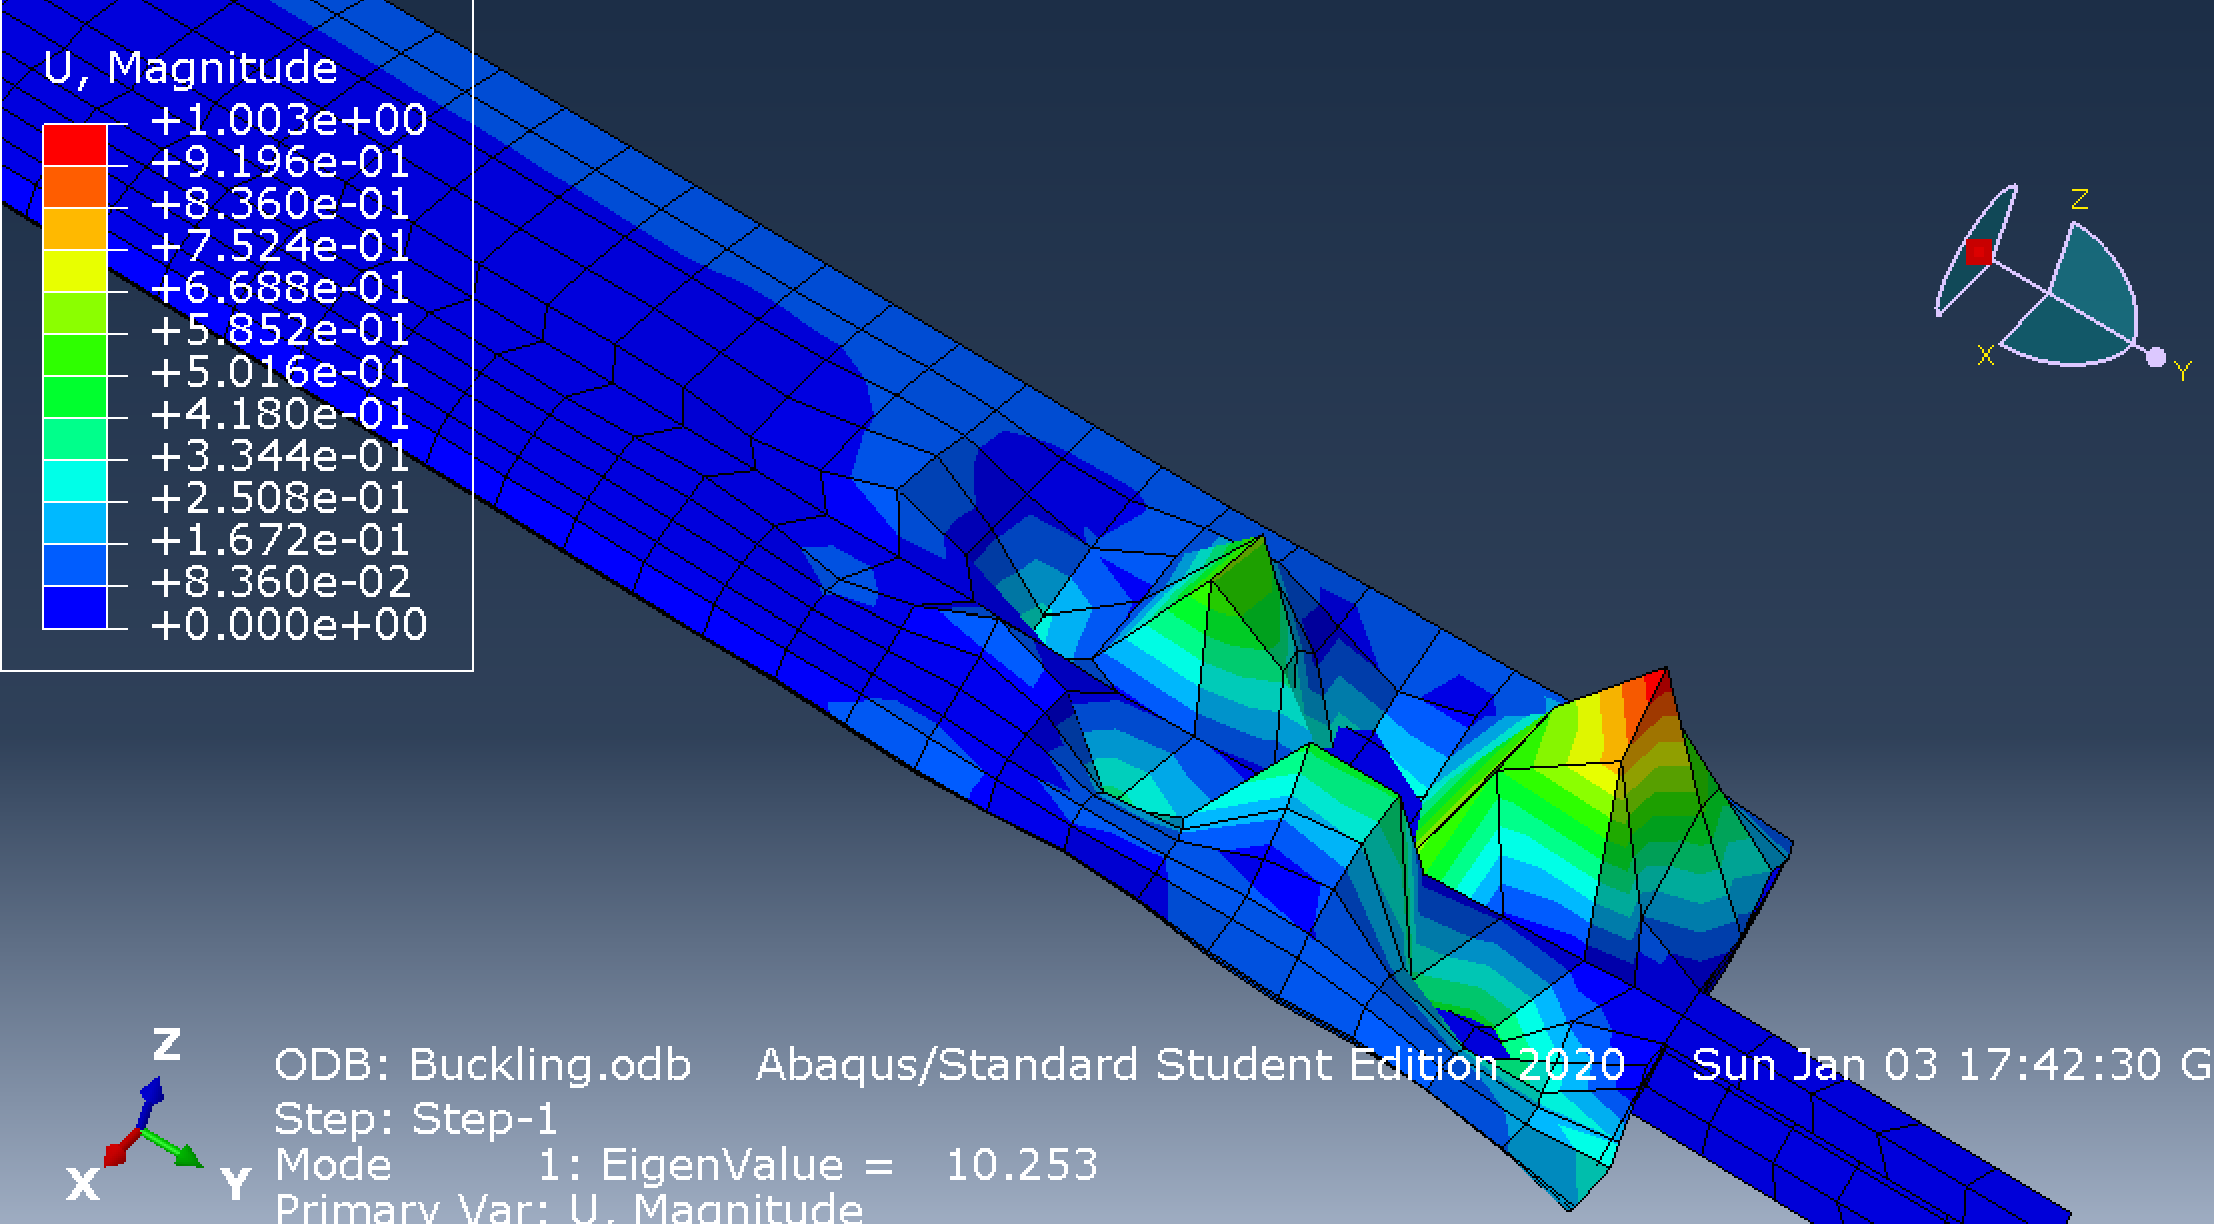 U, Magnitude
+1.003e+00
+9.196e-01
+8.360e-01
+7.524e-01
+6.688e-01
+5.852e-01
+5.016e-01
+4.180e-01
+3.344e-01
+2.508e-01
+1.672e-01
+8.360e-02
+0.000e+00
Z
X
Y
Z
X
Y
ODB: Buckling.odb    Abaqus/Standard Student Edition 2020    Sun Jan 03 17:42:30 G
Step: Step-1
Mode    1: EigenValue =    10.253
Primary Var: U, Magnitude